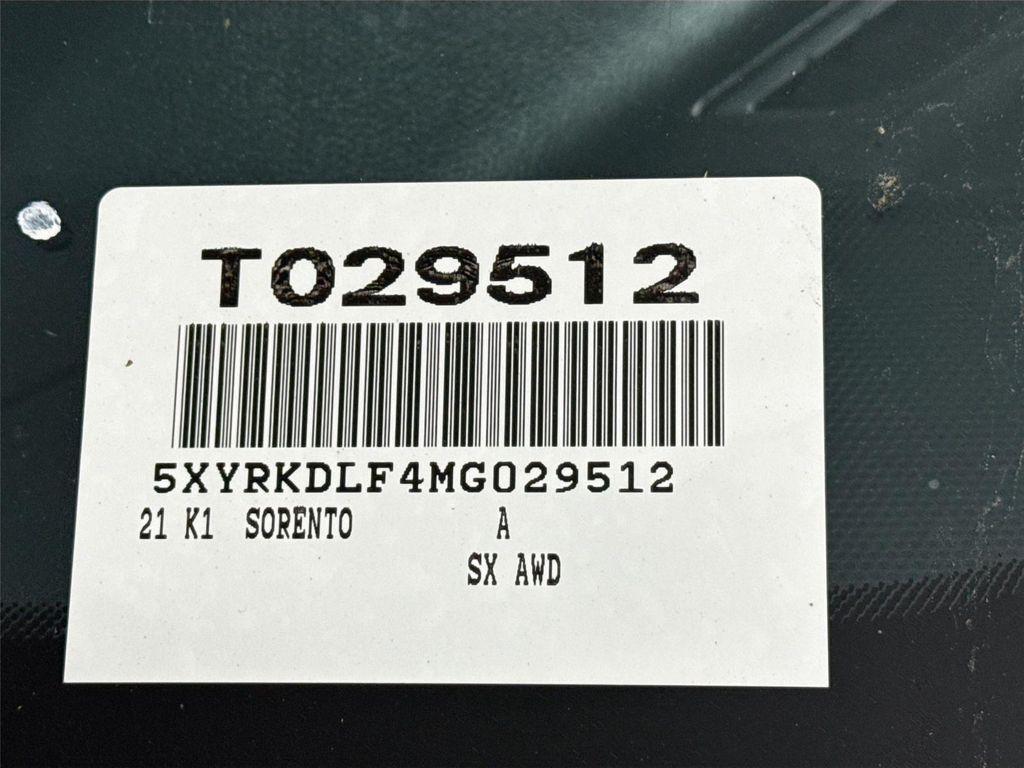 T029512
5XYRKDLF4MG029512
21 K1 SORENTO A
SX AWD